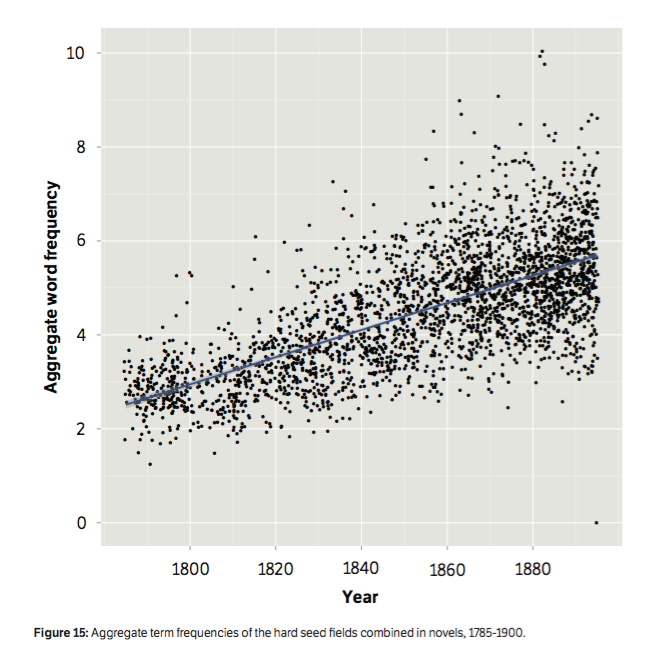 10
8
6
4
2
0
Aggregate word frequency
1800 1820 1840 1860 1880
Year
Figure 15: Aggregate term frequencies of the hard seed fields combined in novels, 1785-1900.